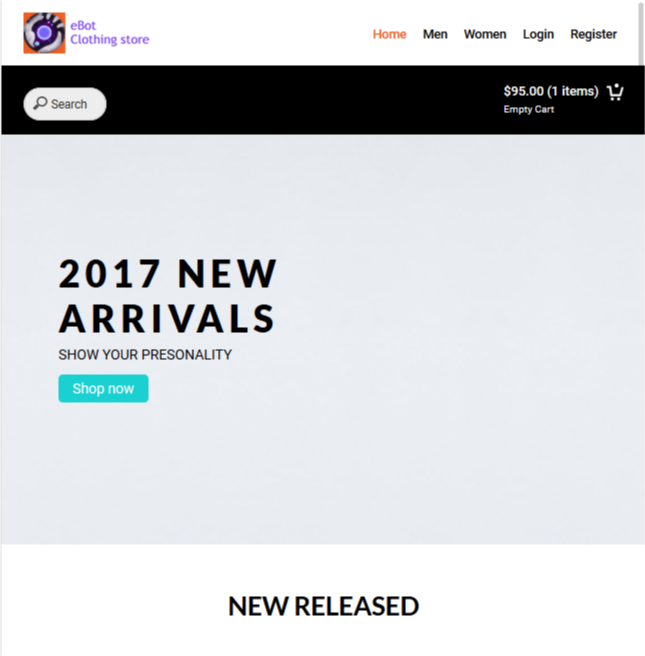 eBot
Clothing store
Home Men Women Login Register
Search
$95.00 (1 items)
Empty Cart
2017 NEW
ARRIVALS
SHOW YOUR PRESONALITY
Shop now
NEW RELEASED